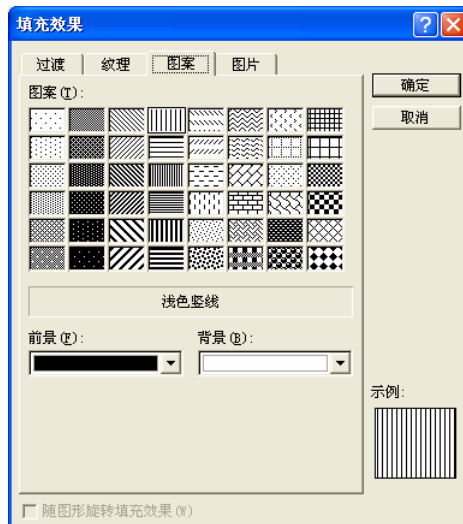 填充效果
过渡 纹理 图案 图片
图案(T):
确定
取消
浅色竖线
前景(F): 背景(B):
示例:
随图形旋转填充效果(W)